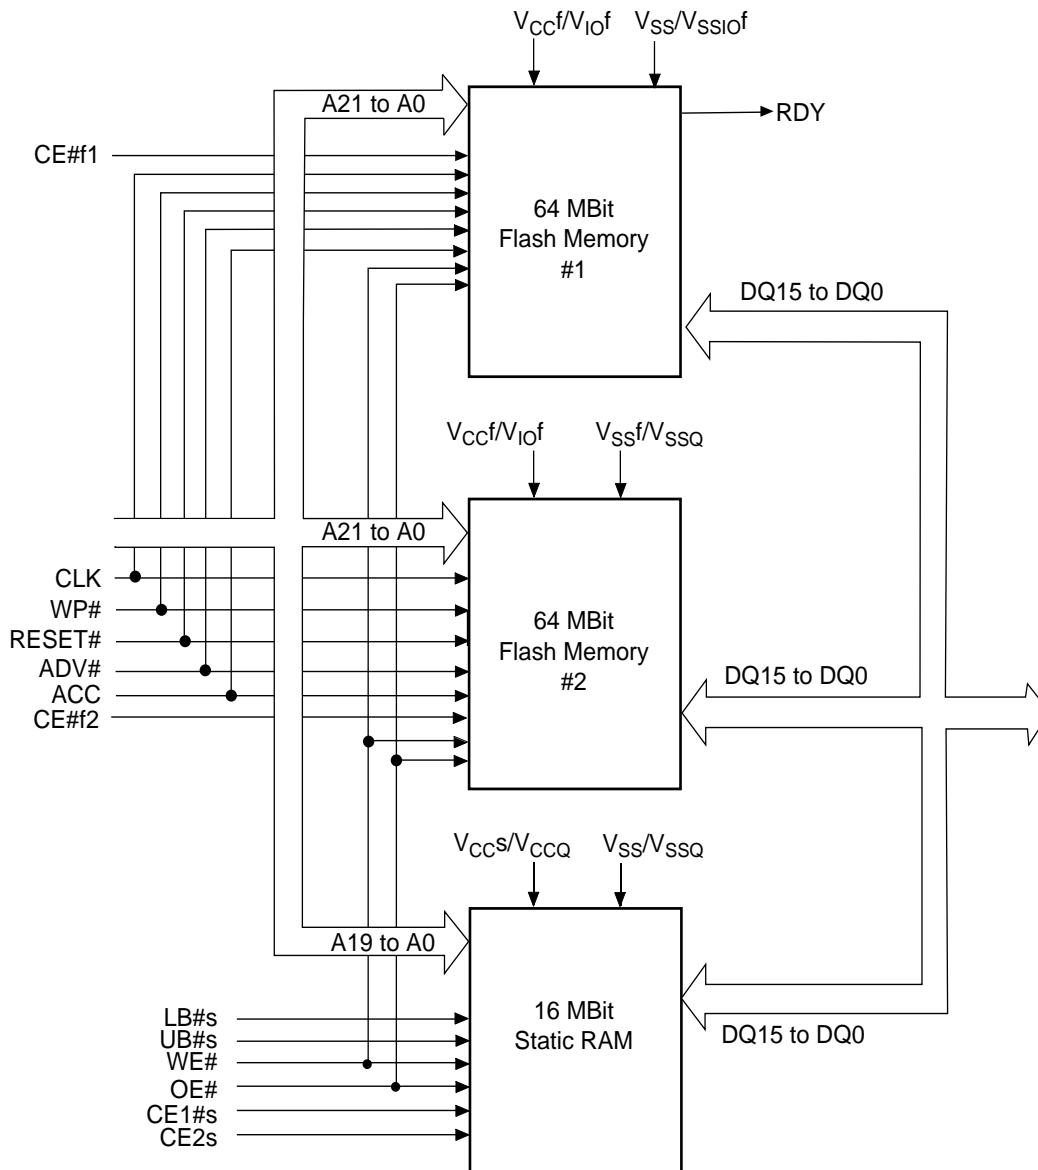 VCCf/VIOf VSS/VSSIOf
A21 to A0
RDY
CE#f1
64 MBit
Flash Memory
#1
DQ15 to DQ0
VCCf/VIOf VSSf/VSSQ
A21 to A0
CLK
WP#
RESET#
ADV#
ACC
CE#f2
64 MBit
Flash Memory
#2
DQ15 to DQ0
VCCs/VCCQ VSS/VSSQ
A19 to A0
16 MBit
Static RAM
LB#s
UB#s
WE#
OE#
CE1#s
CE2s
DQ15 to DQ0